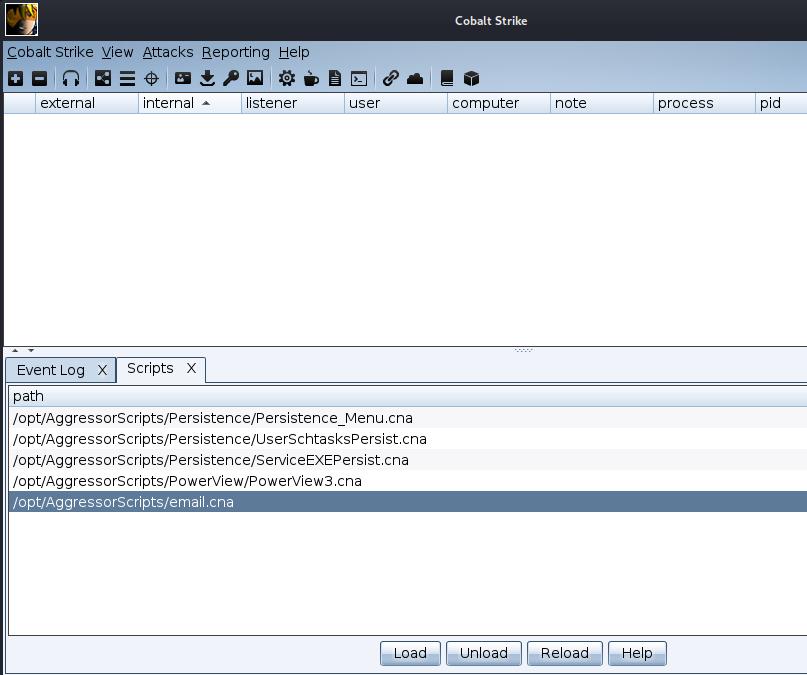 Cobalt Strike
Cobalt Strike View Attacks Reporting Help
external internal listener user computer note process pid
Event Log X Scripts X
path
/opt/AggressorScripts/Persistence/Persistence_Menu.cna
/opt/AggressorScripts/Persistence/UserSchtasksPersist.cna
/opt/AggressorScripts/Persistence/ServiceEXEPersist.cna
/opt/AggressorScripts/PowerView/PowerView3.cna
/opt/AggressorScripts/email.cna
Load Unload Reload Help